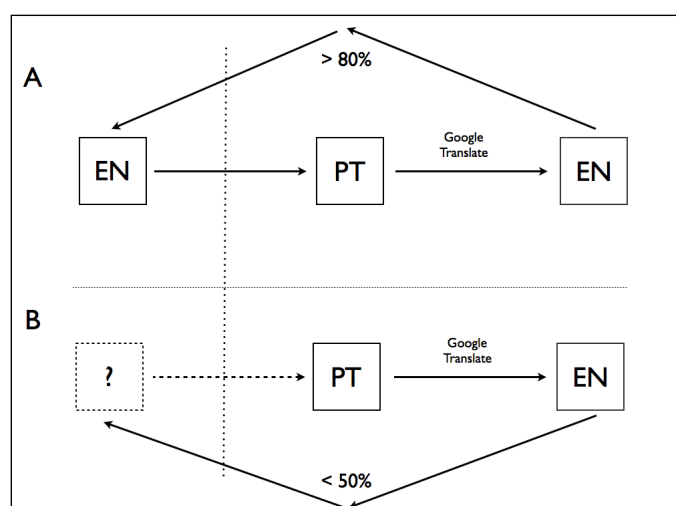 > 80%
A
Google
Translate
EN
PT
EN
B
Google
Translate
?
PT
EN
< 50%